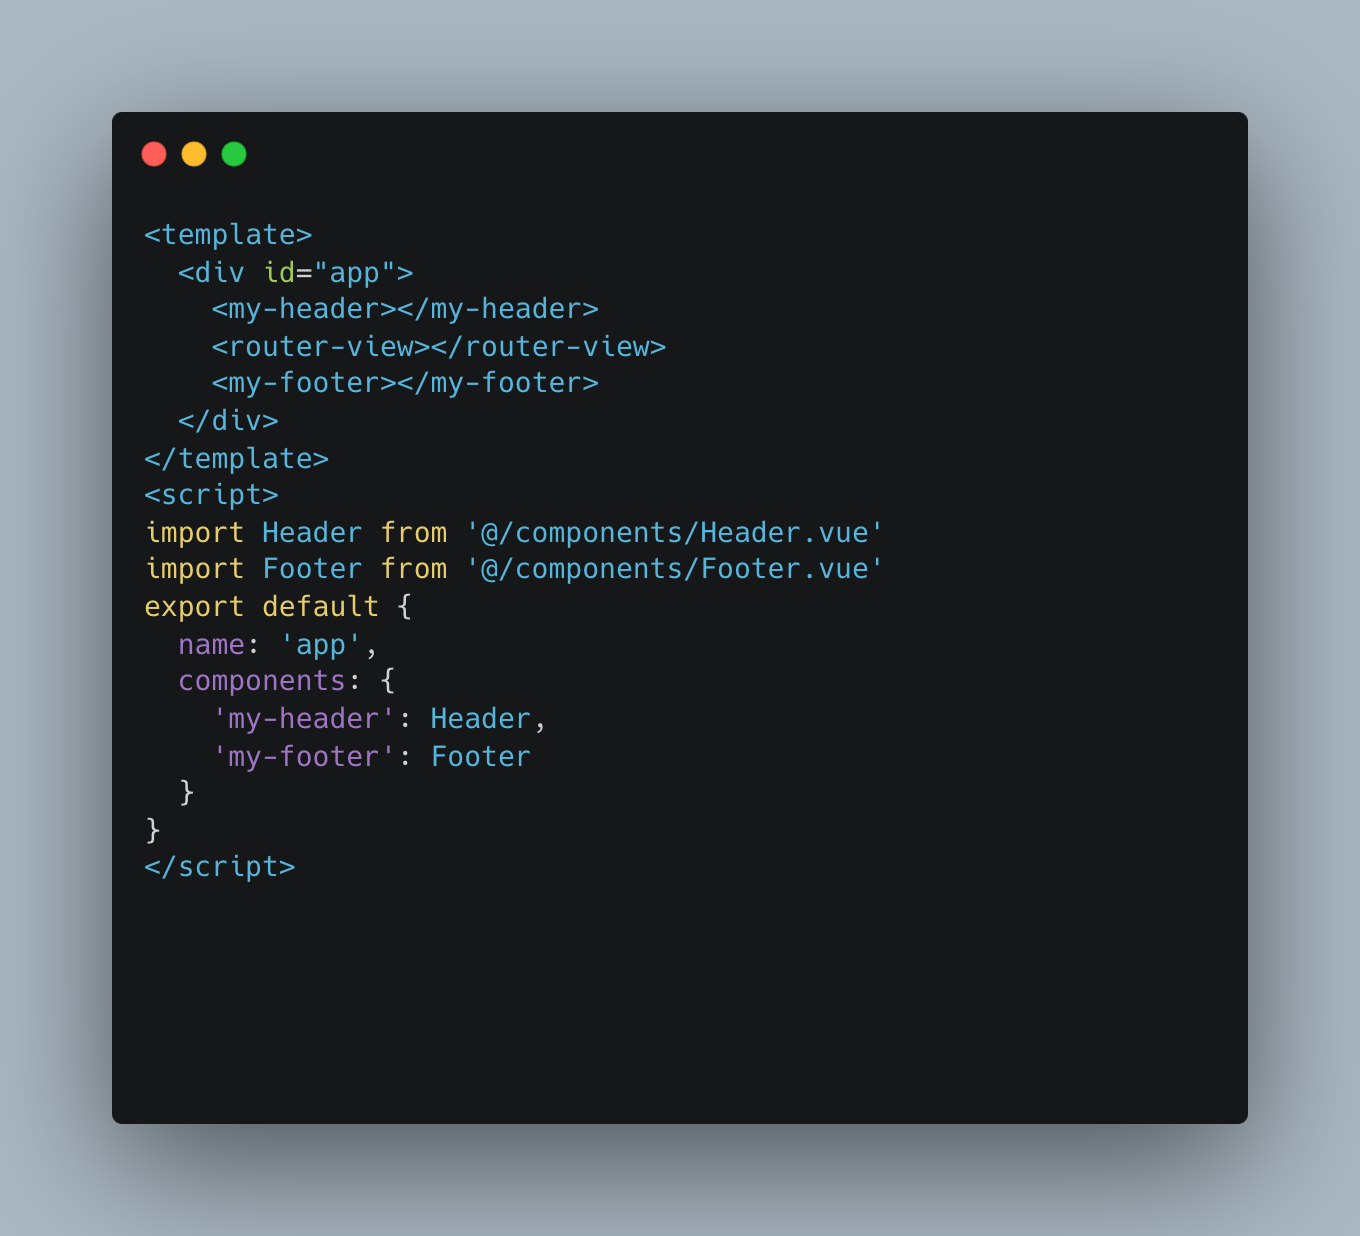 <template>
  <div id="app">
    <my-header></my-header>
    <router-view></router-view>
    <my-footer></my-footer>
  </div>
</template>
<script>
import Header from '@/components/Header.vue'
import Footer from '@/components/Footer.vue'
export default {
  name: 'app',
  components: {
    'my-header': Header,
    'my-footer': Footer
  }
}
</script>